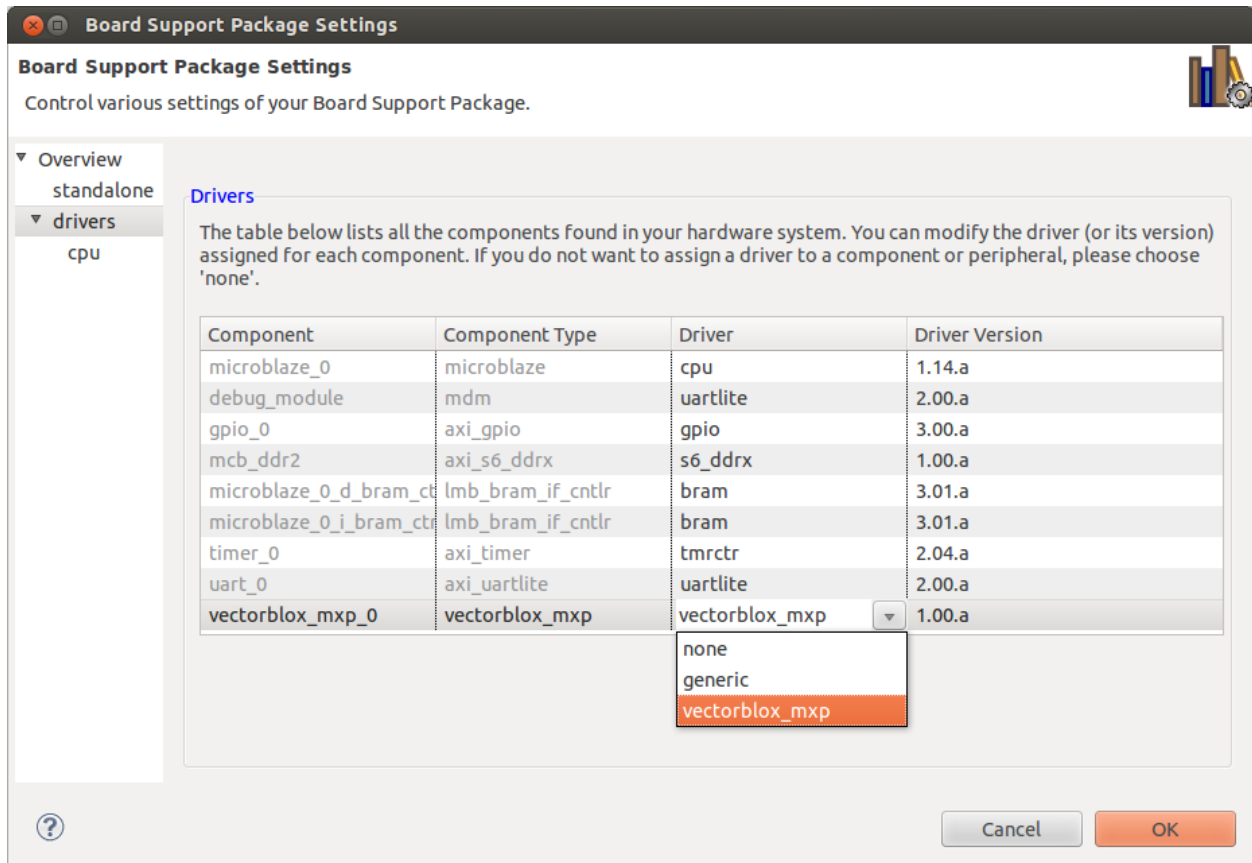 Board Support Package Settings
Board Support Package Settings
Control various settings of your Board Support Package.
Overview
standalone
drivers
cpu
Drivers
The table below lists all the components found in your hardware system. You can modify the driver (or its version)
assigned for each component. If you do not want to assign a driver to a component or peripheral, please choose
'none'.
Component Component Type Driver Driver Version
microblaze_0 microblaze cpu 1.14.a
debug_module mdm uartlite 2.00.a
gpio_0 axi_gpio gpio 3.00.a
mcb_ddr2 axi_s6_ddrx s6_ddrx 1.00.a
microblaze_0_d_bram_ct lmb_bram_if_cntlr bram 3.01.a
microblaze_0_i_bram_ctr lmb_bram_if_cntlr bram 3.01.a
timer_0 axi_timer tmrctr 2.04.a
uart_0 axi_uartlite uartlite 2.00.a
vectorblox_mxp_0 vectorblox_mxp vectorblox_mxp 1.00.a
none
generic
vectorblox_mxp
? Cancel OK